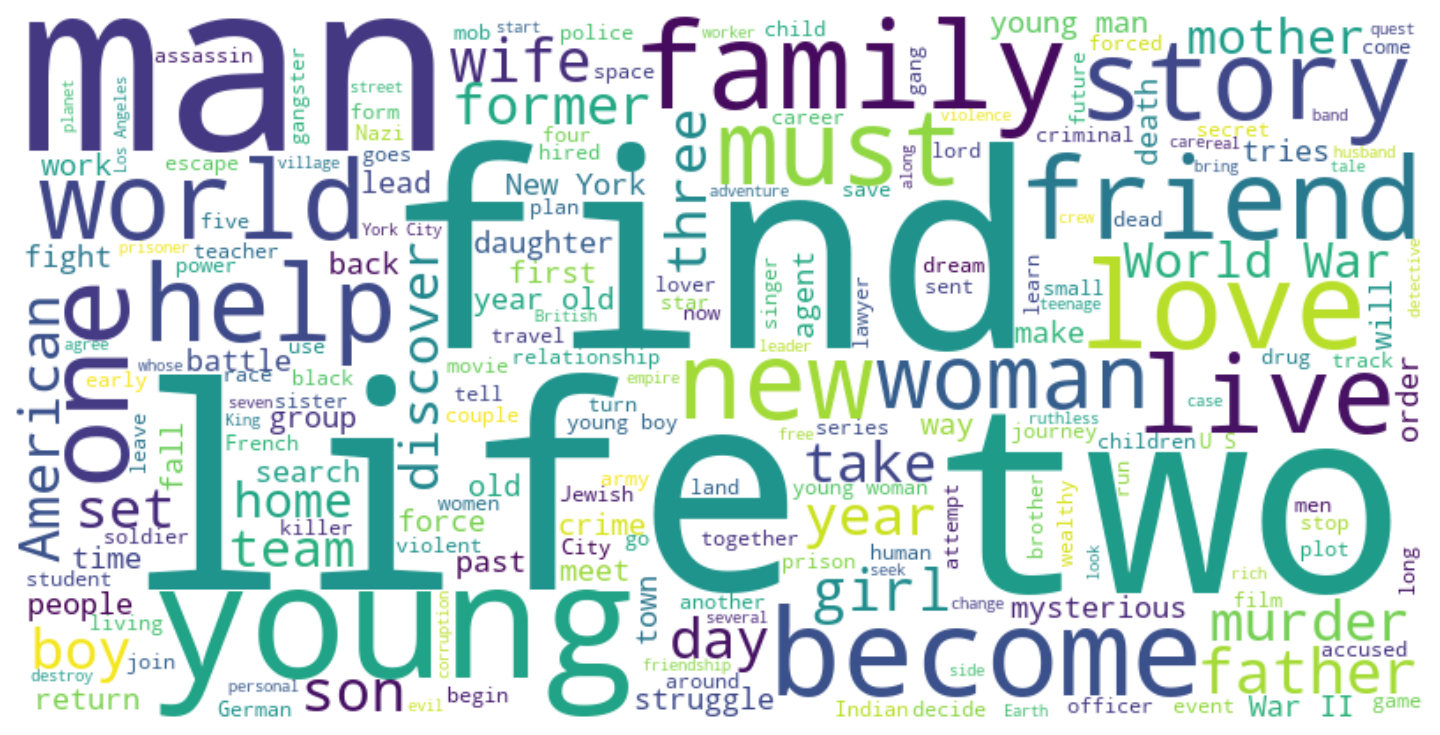 man
assassin
planet
Los Angeles
gangster
street
form
Nazi
mob
start
police
wife
space
former
four
hired
family
worker
child
gang
career
violence
must
young man
forced
future
story
mother
quest
come
band
criminal
death
secret
care
real
tries
husband
bring
tale
work
escape
village
goes
lead
world
five
York City
New York
plan
three
adventure
save
along
lord
find
friend
crew
dead
fight
prisoner
teacher
power
back
daughter
first
year old
British
travel
lover
star
now
singer
agent
lawyer
leader
dream
sent
learn
small
teenage
make
World War
love
will
detective
American
one
help
discover
agree
whose
battle
use
early
race
black
seven
sister
King
group
leave
fall
French
movie
relationship
tell
couple
empire
turn
young boy
new
woman
live
drug
track
order
case
free
series
way
ruthless
journey
children
U S
life
two
take
search
home
set
soldier
killer
team
time
women
old
force
violent
Jewish
army
crime
land
City
go
past
meet
together
young woman
year
prison
human
seek
attempt
brother
wealthy
look
run
men
stop
plot
long
student
people
living
boy
join
destroy
return
young
corruption
personal
German
son
evil
begin
town
another
several
day
friendship
around
struggle
girl
change
become
side
mysterious
rich
film
murder
accused
father
Indian
decide
Earth
officer
event
War II
game